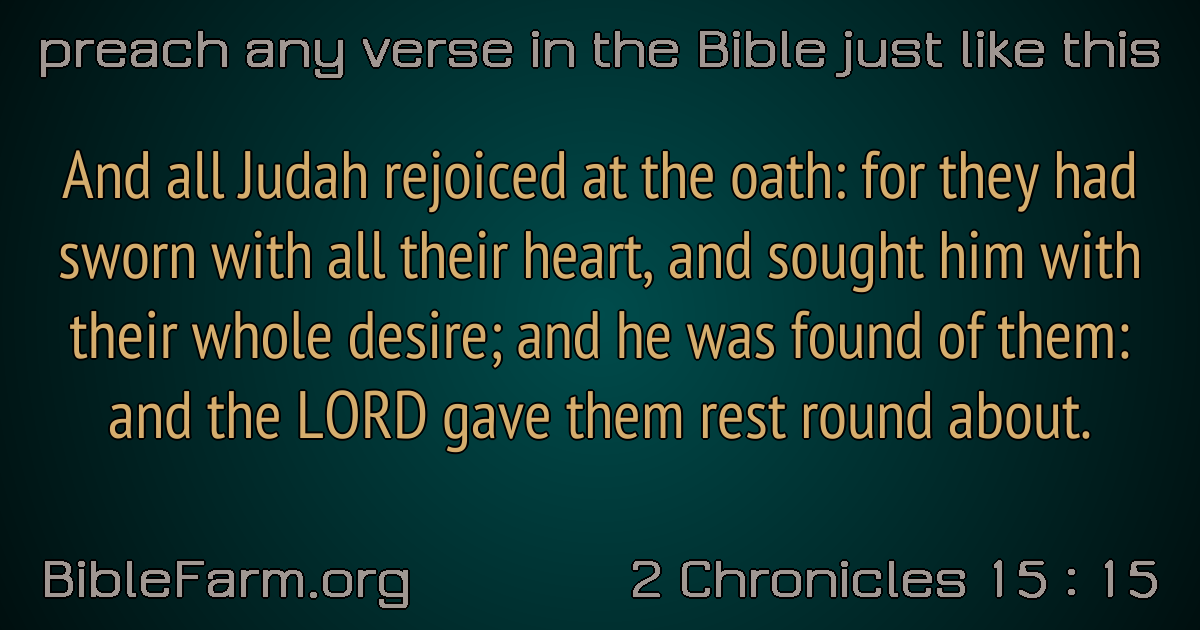 preach any verse in the Bible just like this
And all Judah rejoiced at the oath: for they had
sworn with all their heart, and sought him with
their whole desire; and he was found of them:
and the LORD gave them rest round about.
BibleFarm.org
2 Chronicles 15 : 15